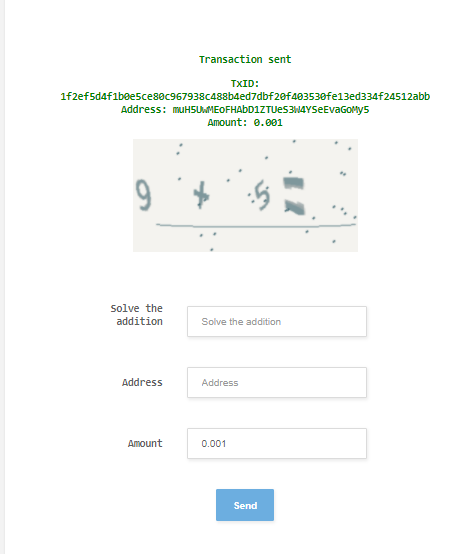 Transaction sent
TxID:
1f2ef5d4f1b0e5ce80c967938c488b4ed7dbf20f403530fe13ed334f24512abb
Address: muH5UwMEoFHAbD1ZTUeS3W4YSeEvaGoMy5
Amount: 0.001
9 + 5 =
Solve the
addition
Solve the addition
Address
Address
Amount
0.001
Send